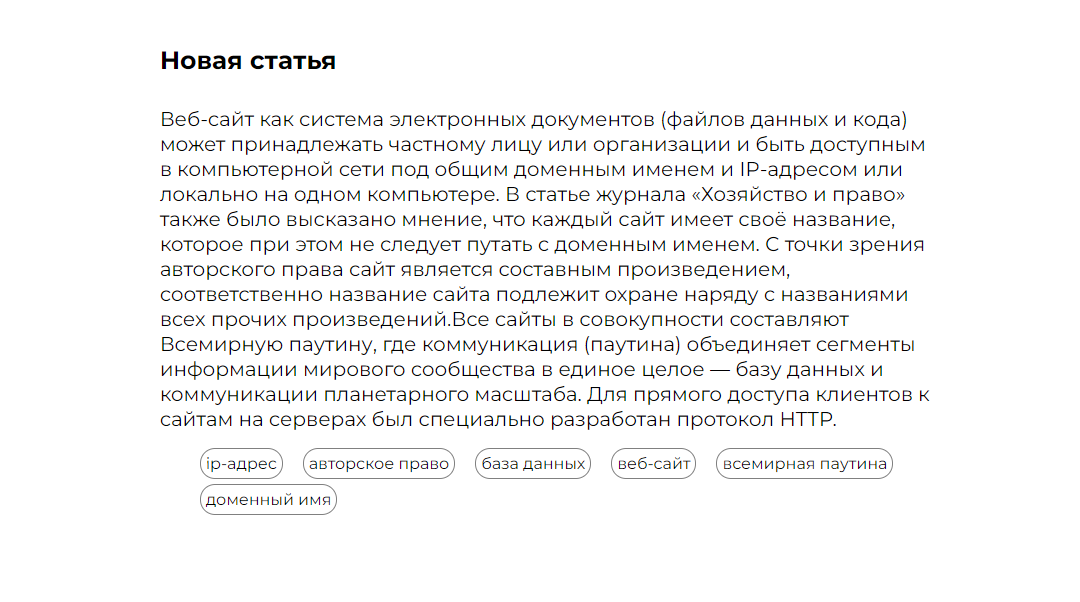 Новая статья
Веб-сайт как система электронных документов (файлов данных и кода)
может принадлежать частному лицу или организации и быть доступным
в компьютерной сети под общим доменным именем и IP-адресом или
локально на одном компьютере. В статье журнала «Хозяйство и право»
также было высказано мнение, что каждый сайт имеет своё название,
которое при этом не следует путать с доменным именем. С точки зрения
авторского права сайт является составным произведением,
соответственно название сайта подлежит охране наряду с названиями
всех прочих произведений.Все сайты в совокупности составляют
Всемирную паутину, где коммуникация (паутина) объединяет сегменты
информации мирового сообщества в единое целое — базу данных и
коммуникации планетарного масштаба. Для прямого доступа клиентов к
сайтам на серверах был специально разработан протокол HTTP.
ip-адрес авторское право база данных веб-сайт всемирная паутина
доменный имя